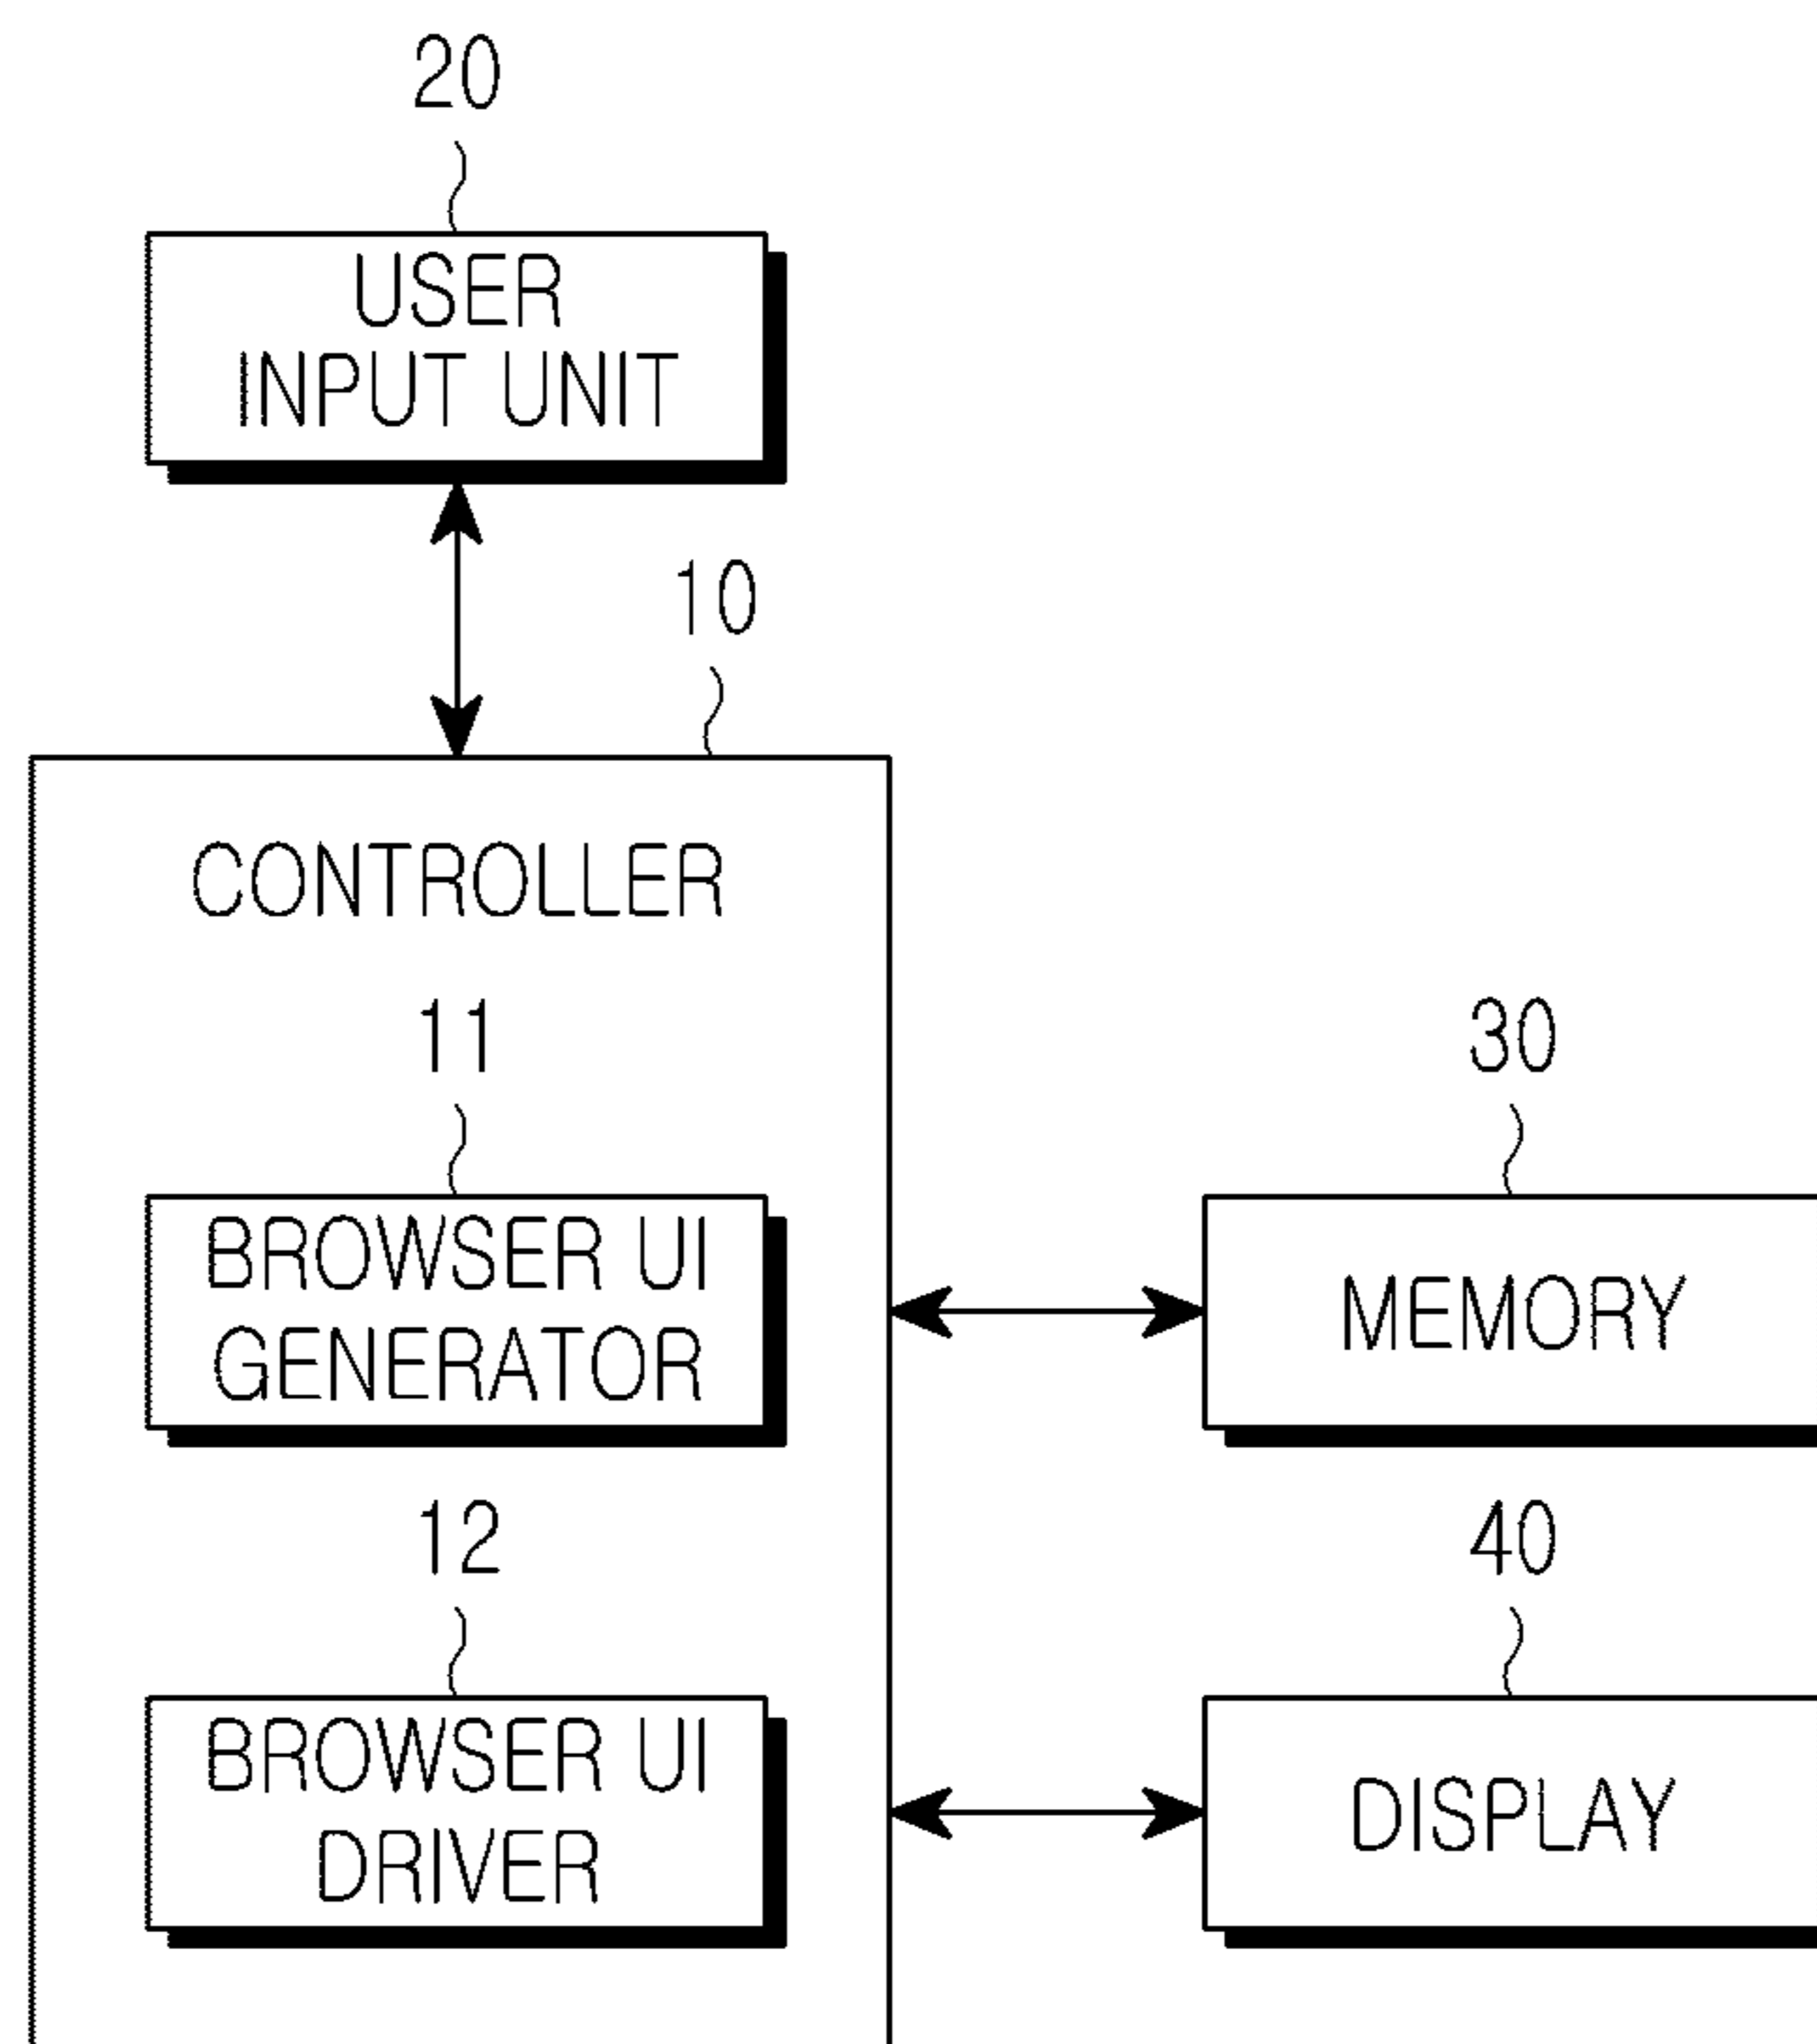 20
USER
INPUT UNIT
10
CONTROLLER
11
BROWSER UI
GENERATOR
30
MEMORY
12
BROWSER UI
DRIVER
40
DISPLAY